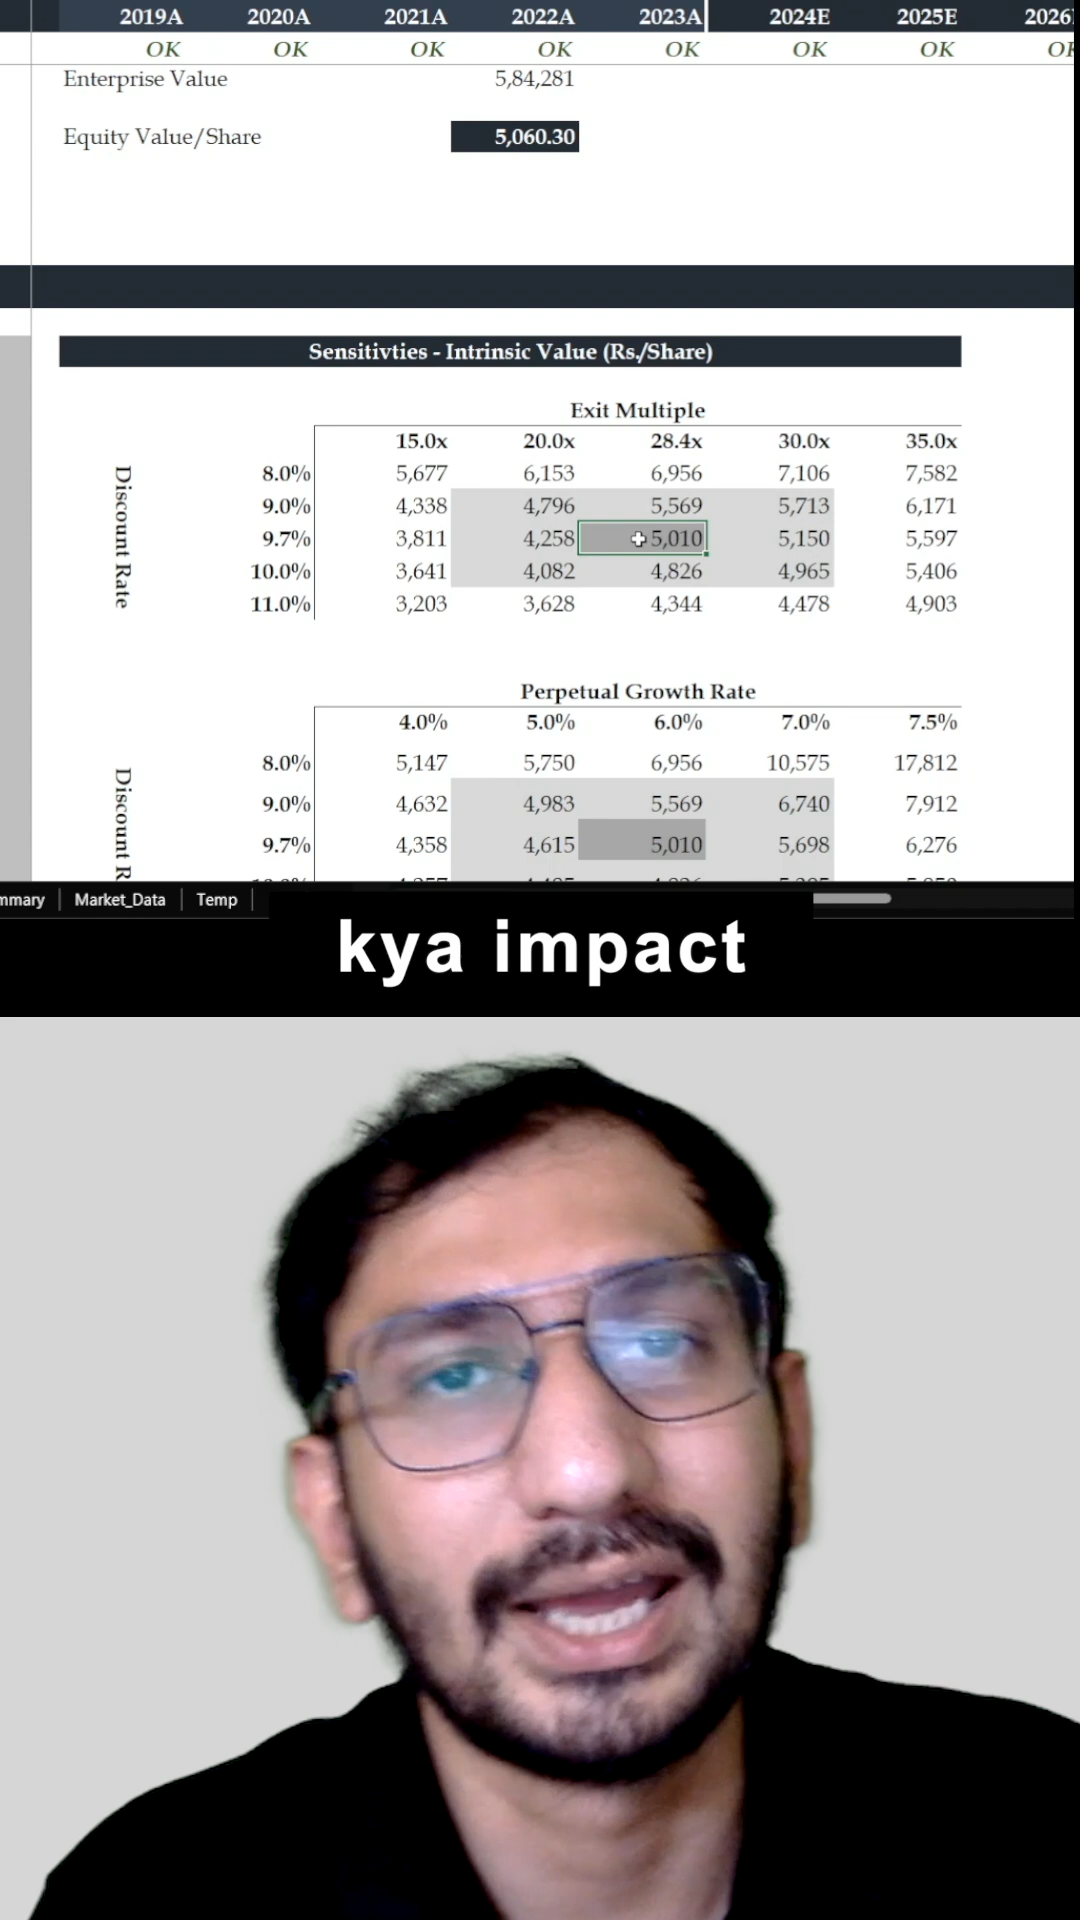 2019A 2020A 2021A 2022A 2023A 2024E 2025E 2026
OK OK OK OK OK OK OK
Enterprise Value 5,84,281
Equity Value/Share 5,060.30
Sensitivties - Intrinsic Value (Rs./Share)
Exit Multiple
15.0x 20.0x 28.4x 30.0x 35.0x
Discount Rate
8.0% 5,677 6,153 6,956 7,106 7,582
9.0% 4,338 4,796 5,569 5,713 6,171
9.7% 3,811 4,258 5,010 5,150 5,597
10.0% 3,641 4,082 4,826 4,965 5,406
11.0% 3,203 3,628 4,344 4,478 4,903
Perpetual Growth Rate
4.0% 5.0% 6.0% 7.0% 7.5%
Discount R
8.0% 5,147 5,750 6,956 10,575 17,812
9.0% 4,632 4,983 5,569 6,740 7,912
9.7% 4,358 4,615 5,010 5,698 6,276
mmary Market_Data Temp
kya impact